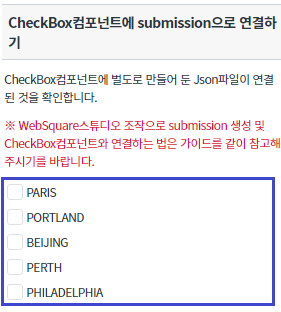 CheckBox컴포넌트에 submission으로 연결하
기
CheckBox컴포넌트에 별도로 만들어 둔 Json파일이 연결
된 것을 확인합니다.
※ WebSquare스튜디오 조작으로 submission 생성 및
CheckBox컴포넌트와 연결하는 법은 가이드를 같이 참고해
주시기를 바랍니다.
PARIS
PORTLAND
BEIJING
PERTH
PHILADELPHIA